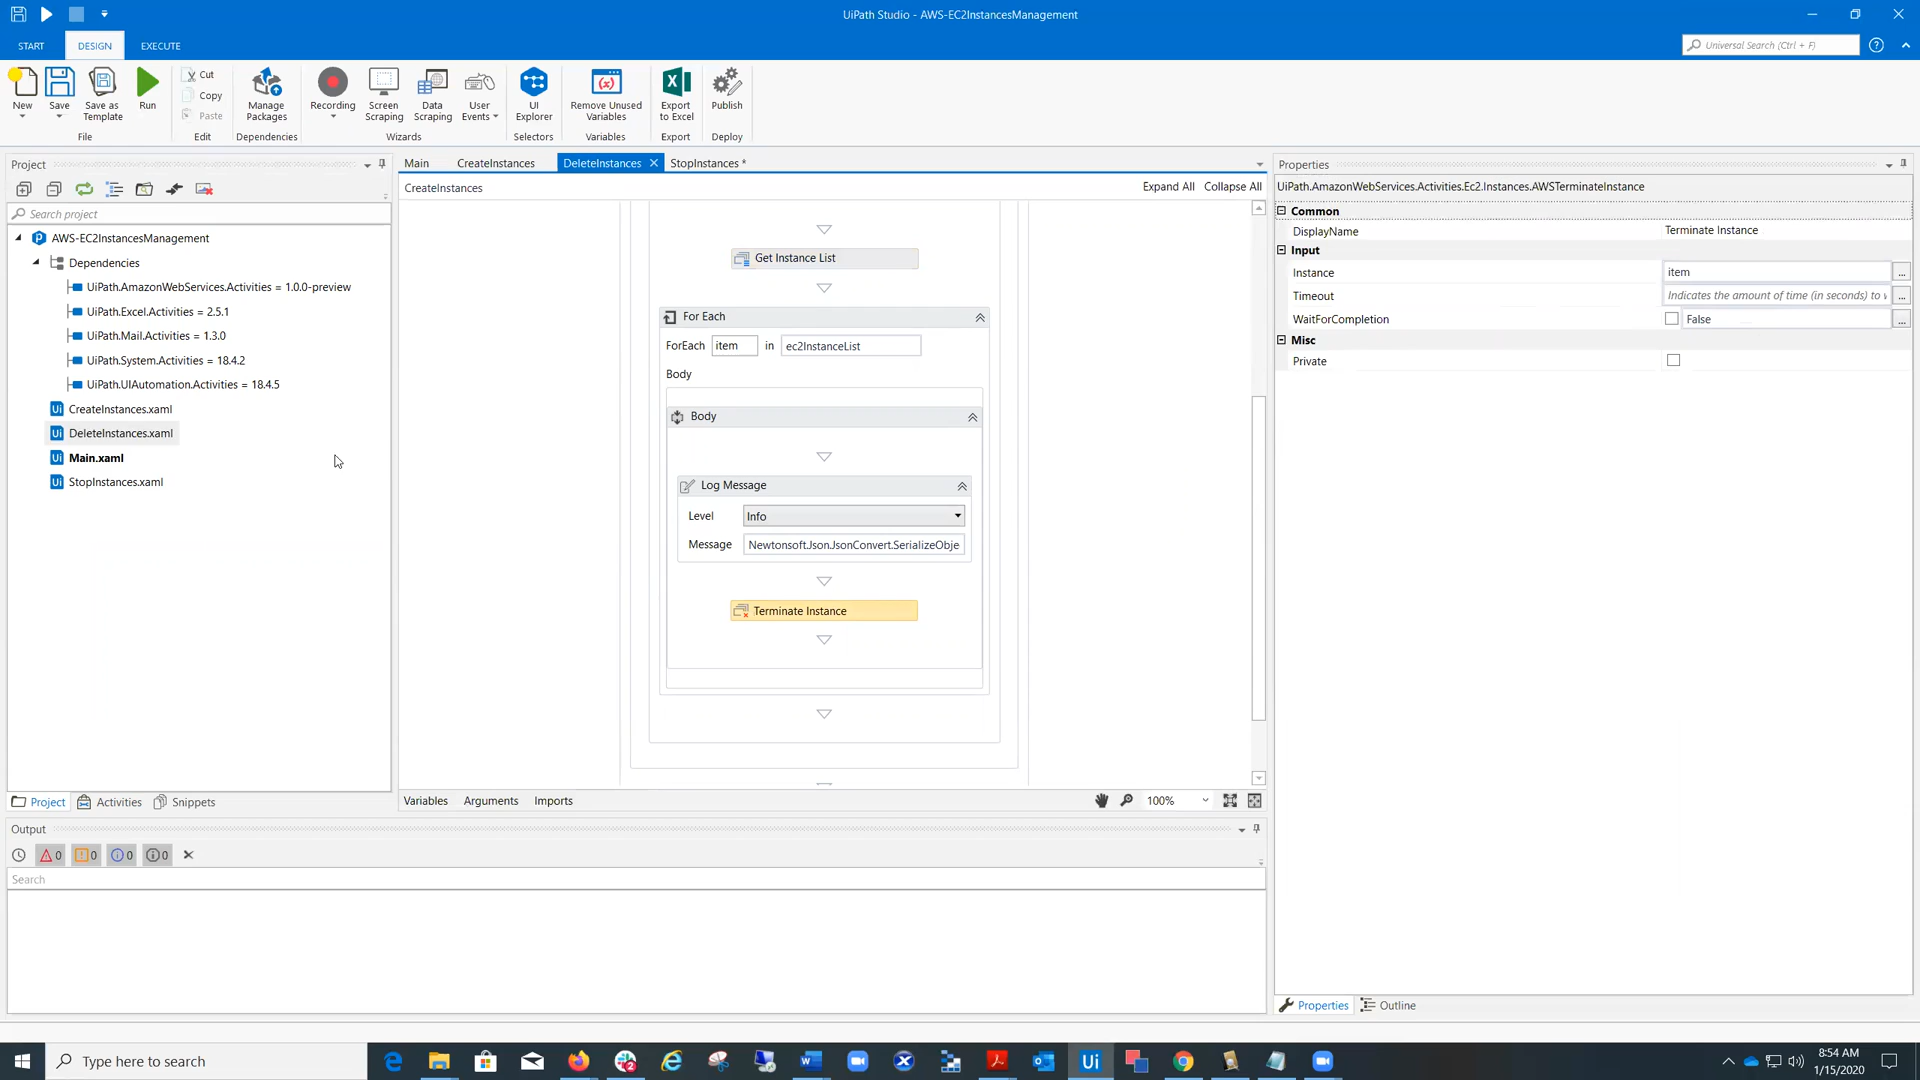 UiPath Studio - AWS-EC2InstancesManagement
START
DESIGN
EXECUTE
Universal Search (Ctrl + F)
New
Save
Save as Template
Run
Cut
Copy
Paste
Manage Packages
Recording
Screen Scraping
Data Scraping
User Events
UI Explorer
Remove Unused Variables
Export to Excel
Publish
File
Edit
Dependencies
Wizards
Selectors
Variables
Export
Deploy
Project
Search project
AWS-EC2InstancesManagement
Dependencies
UiPath.AmazonWebServices.Activities = 1.0.0-preview
UiPath.Excel.Activities = 2.5.1
UiPath.Mail.Activities = 1.3.0
UiPath.System.Activities = 18.4.2
UiPath.UIAutomation.Activities = 18.4.5
CreateInstances.xaml
DeleteInstances.xaml
Main.xaml
StopInstances.xaml
Project
Activities
Snippets
Main
CreateInstances
DeleteInstances
StopInstances *
CreateInstances
Expand All
Collapse All
Get Instance List
For Each
ForEach item in ec2InstanceList
Body
Body
Log Message
Level Info
Message Newtonsoft.Json.JsonConvert.SerializeObje
Terminate Instance
Variables
Arguments
Imports
100%
Output
0
0
0
0
Search
Properties
UiPath.AmazonWebServices.Activities.Ec2.Instances.AWSTerminateInstance
Common
DisplayName Terminate Instance
Input
Instance item ...
Timeout Indicates the amount of time (in seconds) to ...
WaitForCompletion False ...
Misc
Private
Properties
Outline
Type here to search
Ui
8:54 AM
1/15/2020